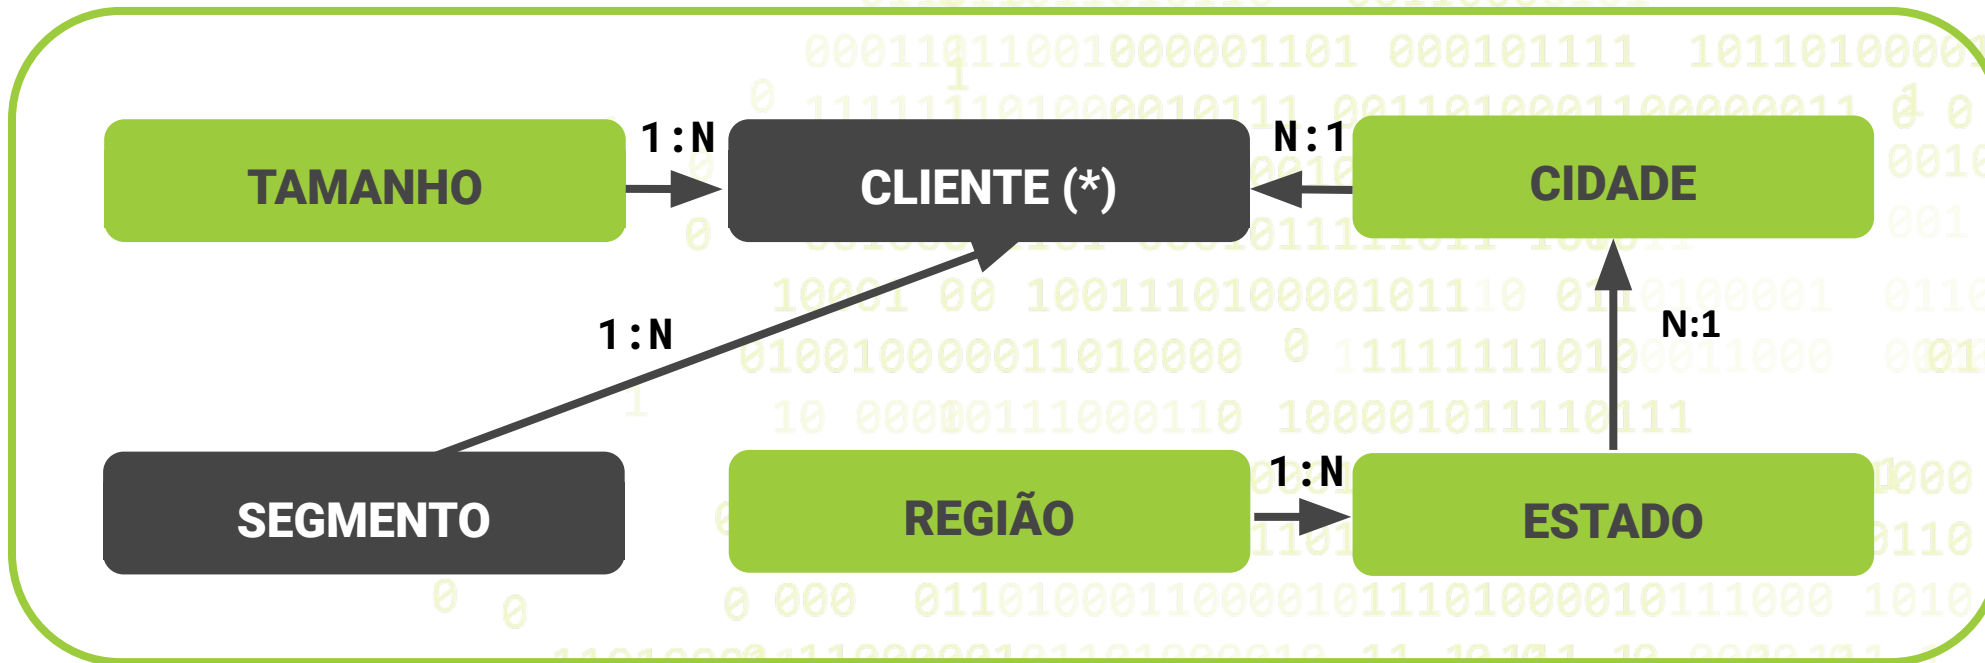 1:N
N:1
TAMANHO
CLIENTE (*)
CIDADE
1:N
N:1
SEGMENTO
REGIÃO
1:N
ESTADO